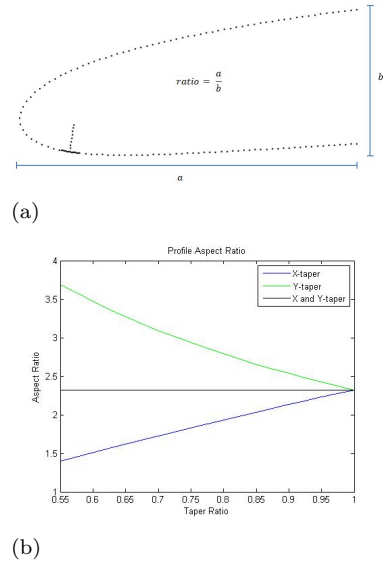 ratio = a/b
b
a
(a)
Profile Aspect Ratio
X-taper
Y-taper
X and Y-taper
Aspect Ratio
4
3.5
3
2.5
2
1.5
1
0.55 0.6 0.65 0.7 0.75 0.8 0.85 0.9 0.95 1
Taper Ratio
(b)